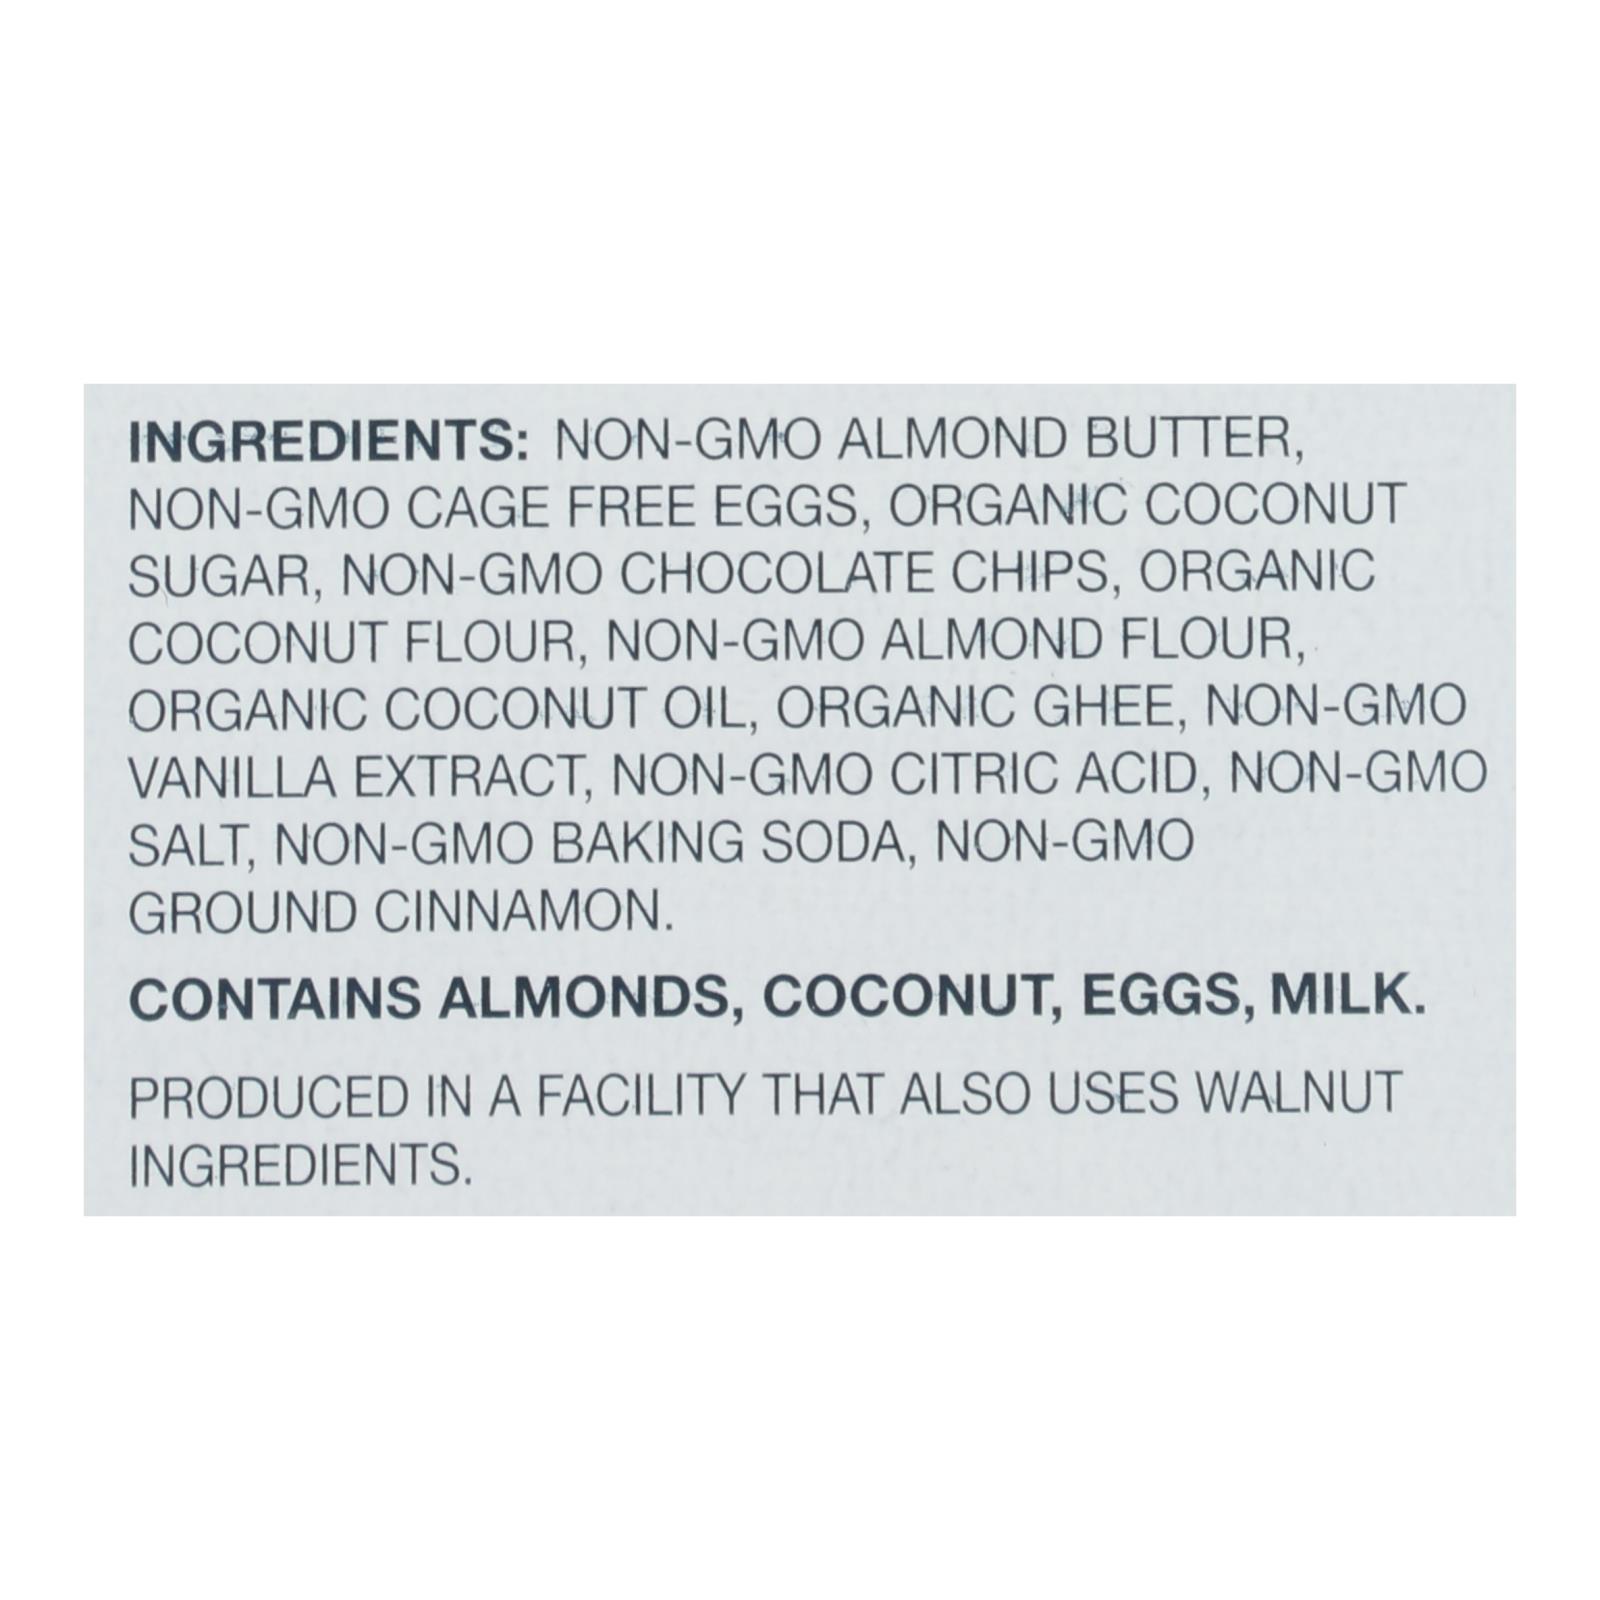 INGREDIENTS: NON-GMO ALMOND BUTTER,
NON-GMO CAGE FREE EGGS, ORGANIC COCONUT
SUGAR, NON-GMO CHOCOLATE CHIPS, ORGANIC
COCONUT FLOUR, NON-GMO ALMOND FLOUR,
ORGANIC COCONUT OIL, ORGANIC GHEE, NON-GMO
VANILLA EXTRACT, NON-GMO CITRIC ACID, NON-GMO
SALT, NON-GMO BAKING SODA, NON-GMO
GROUND CINNAMON.
CONTAINS ALMONDS, COCONUT, EGGS, MILK.
PRODUCED IN A FACILITY THAT ALSO USES WALNUT
INGREDIENTS.